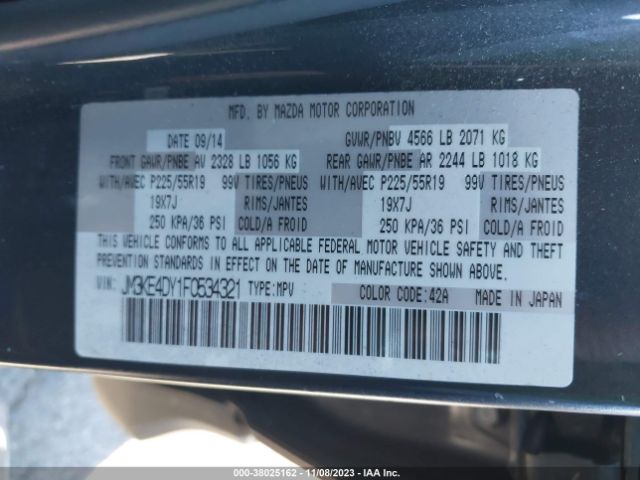 MFD. BY MAZDA MOTOR CORPORATION
DATE 09/14 GVWR/PNBV 4566 LB 2071 KG
FRONT GAWR/PNBE AV 2328 LB 1056 KG REAR GAWR/PNBE AR 2244 LB 1018 KG
WITH/AVEC P225/55R19 99V TIRES/PNEUS WITH/AVEC P225/55R19 99V TIRES/PNEUS
19X7J RIMS/JANTES 19X7J RIMS/JANTES
250 KPA/36 PSI COLD/A FROID 250 KPA/36 PSI COLD/A FROID
THIS VEHICLE CONFORMS TO ALL APPLICABLE FEDERAL MOTOR VEHICLE SAFETY AND THEFT
PREVENTION STANDARDS IN EFFECT ON THE DATE OF MANUFACTURE SHOWN ABOVE.
VIN: JM3KE4DY1F0534321 TYPE:MPV COLOR CODE:42A MADE IN JAPAN
000-38025162 - 11/08/2023 - IAA Inc.